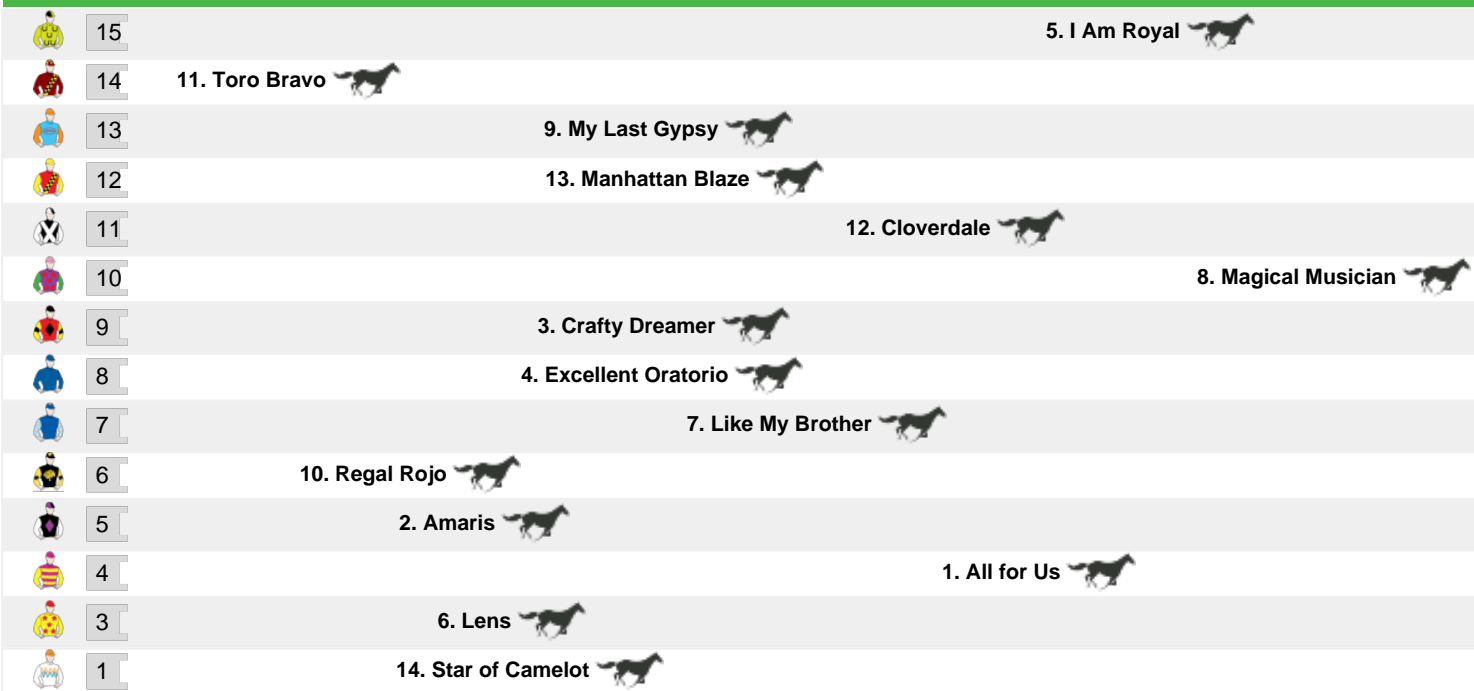 15 5. I Am Royal
14 11. Toro Bravo
13 9. My Last Gypsy
12 13. Manhattan Blaze
11 12. Cloverdale
10 8. Magical Musician
9 3. Crafty Dreamer
8 4. Excellent Oratorio
7 7. Like My Brother
6 10. Regal Rojo
5 2. Amaris
4 1. All for Us
3 6. Lens
1 14. Star of Camelot